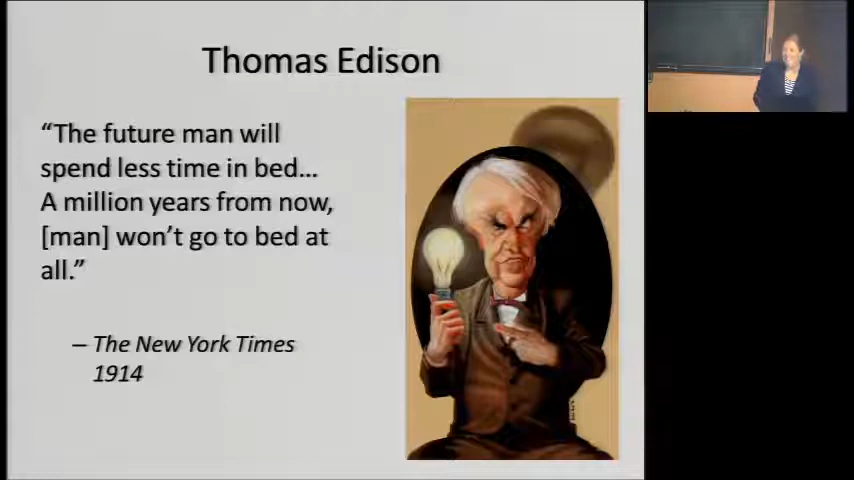 Thomas Edison
“The future man will
spend less time in bed…
A million years from now,
[man] won’t go to bed at
all.”
– The New York Times
1914